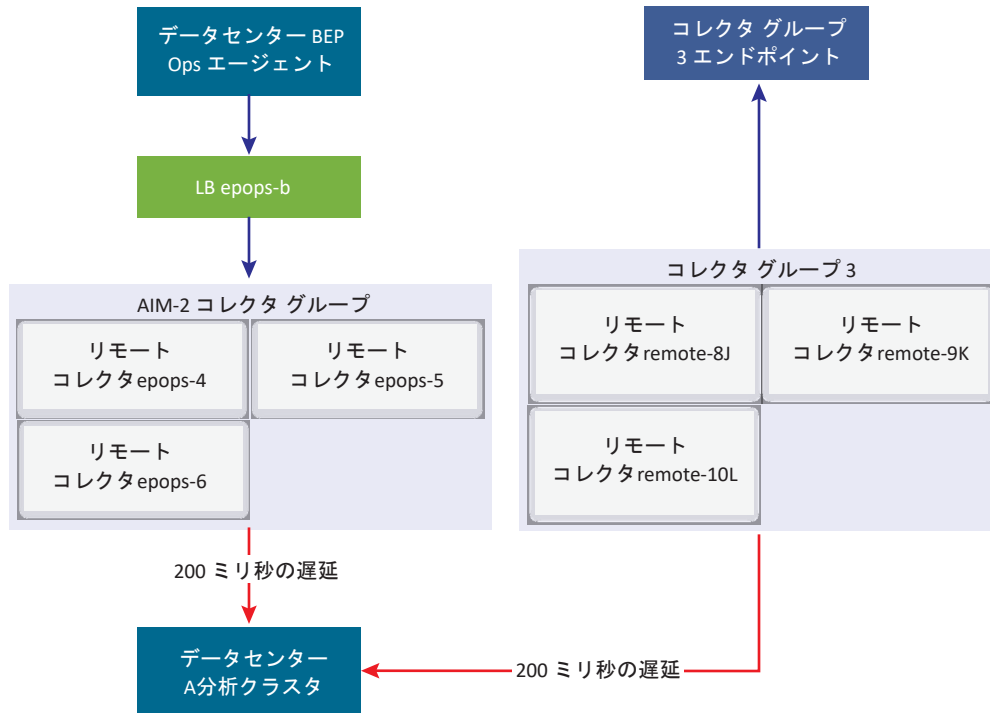 データセンター BEP
Ops エージェント
LB epops-b
AIM-2 コレクタ グループ
リモート
コレクタepops-4
リモート
コレクタepops-5
リモート
コレクタepops-6
200 ミリ秒の遅延
データセンター
A分析クラスタ
コレクタ グループ
3 エンドポイント
コレクタ グループ 3
リモート
コレクタremote-8J
リモート
コレクタremote-9K
リモート
コレクタremote-10L
200 ミリ秒の遅延